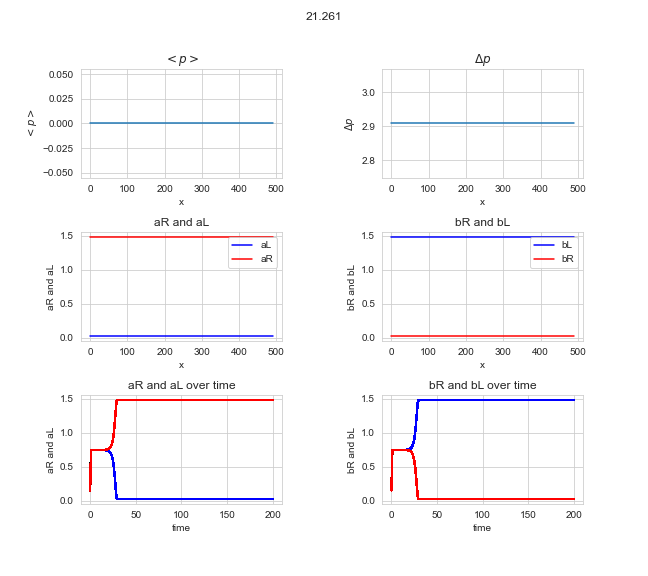 21.261
< p >
Δp
0.050
0.025
0.000
−0.025
−0.050
< p >
0 100 200 300 400 500
x
3.0
2.9
2.8
Δp
0 100 200 300 400 500
x
aR and aL
bR and bL
1.5
1.0
0.5
0.0
aR and aL
aL
aR
0 100 200 300 400 500
x
1.5
1.0
0.5
0.0
bR and bL
bL
bR
0 100 200 300 400 500
x
aR and aL over time
bR and bL over time
1.5
1.0
0.5
0.0
aR and aL
0 50 100 150 200
time
1.5
1.0
0.5
0.0
bR and bL
0 50 100 150 200
time